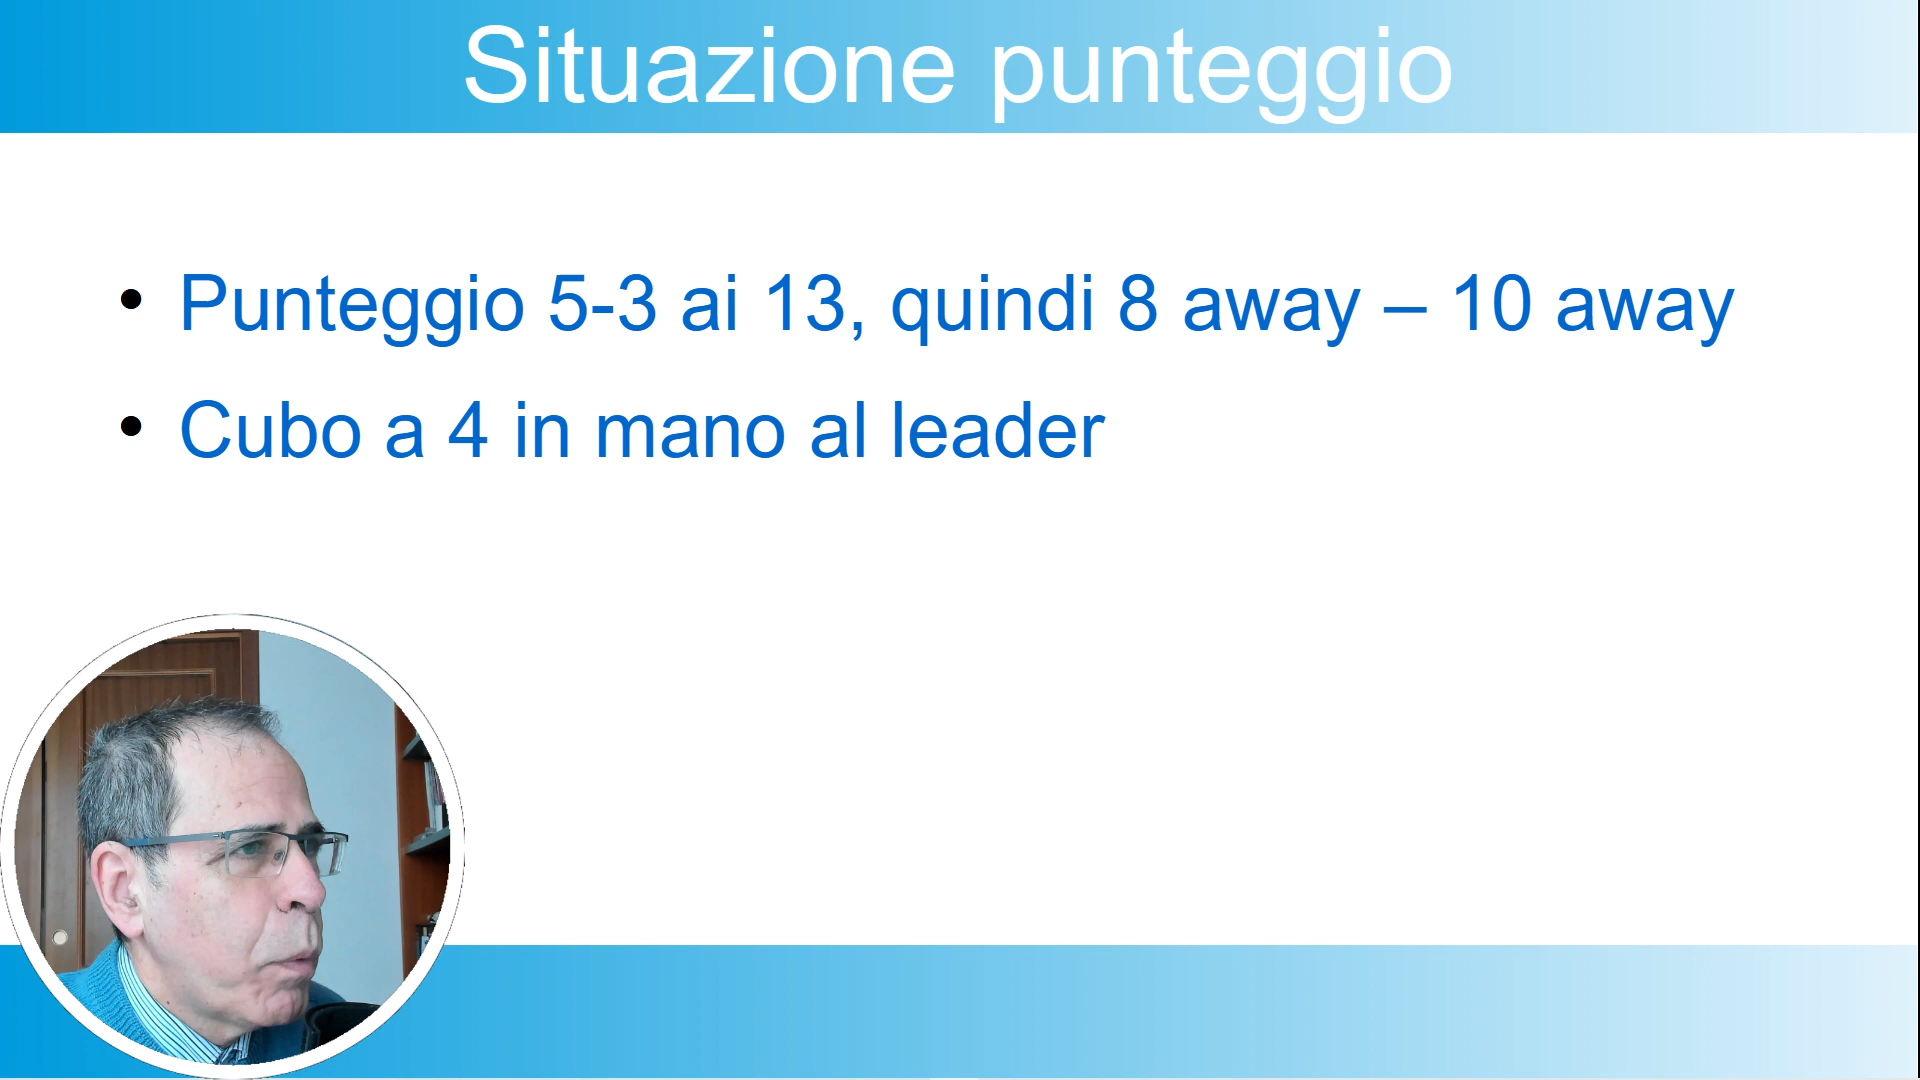 Situazione punteggio
Punteggio 5-3 ai 13, quindi 8 away – 10 away
Cubo a 4 in mano al leader